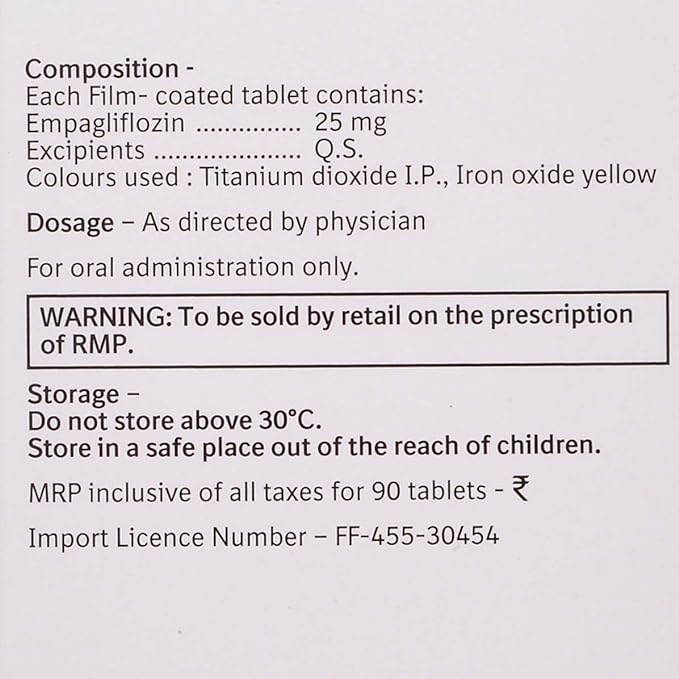 Composition -
Each Film- coated tablet contains:
Empagliflozin ............... 25 mg
Excipients ..................... Q.S.
Colours used : Titanium dioxide I.P., Iron oxide yellow
Dosage – As directed by physician
For oral administration only.
WARNING: To be sold by retail on the prescription
of RMP.
Storage –
Do not store above 30°C.
Store in a safe place out of the reach of children.
MRP inclusive of all taxes for 90 tablets - ₹
Import Licence Number – FF-455-30454